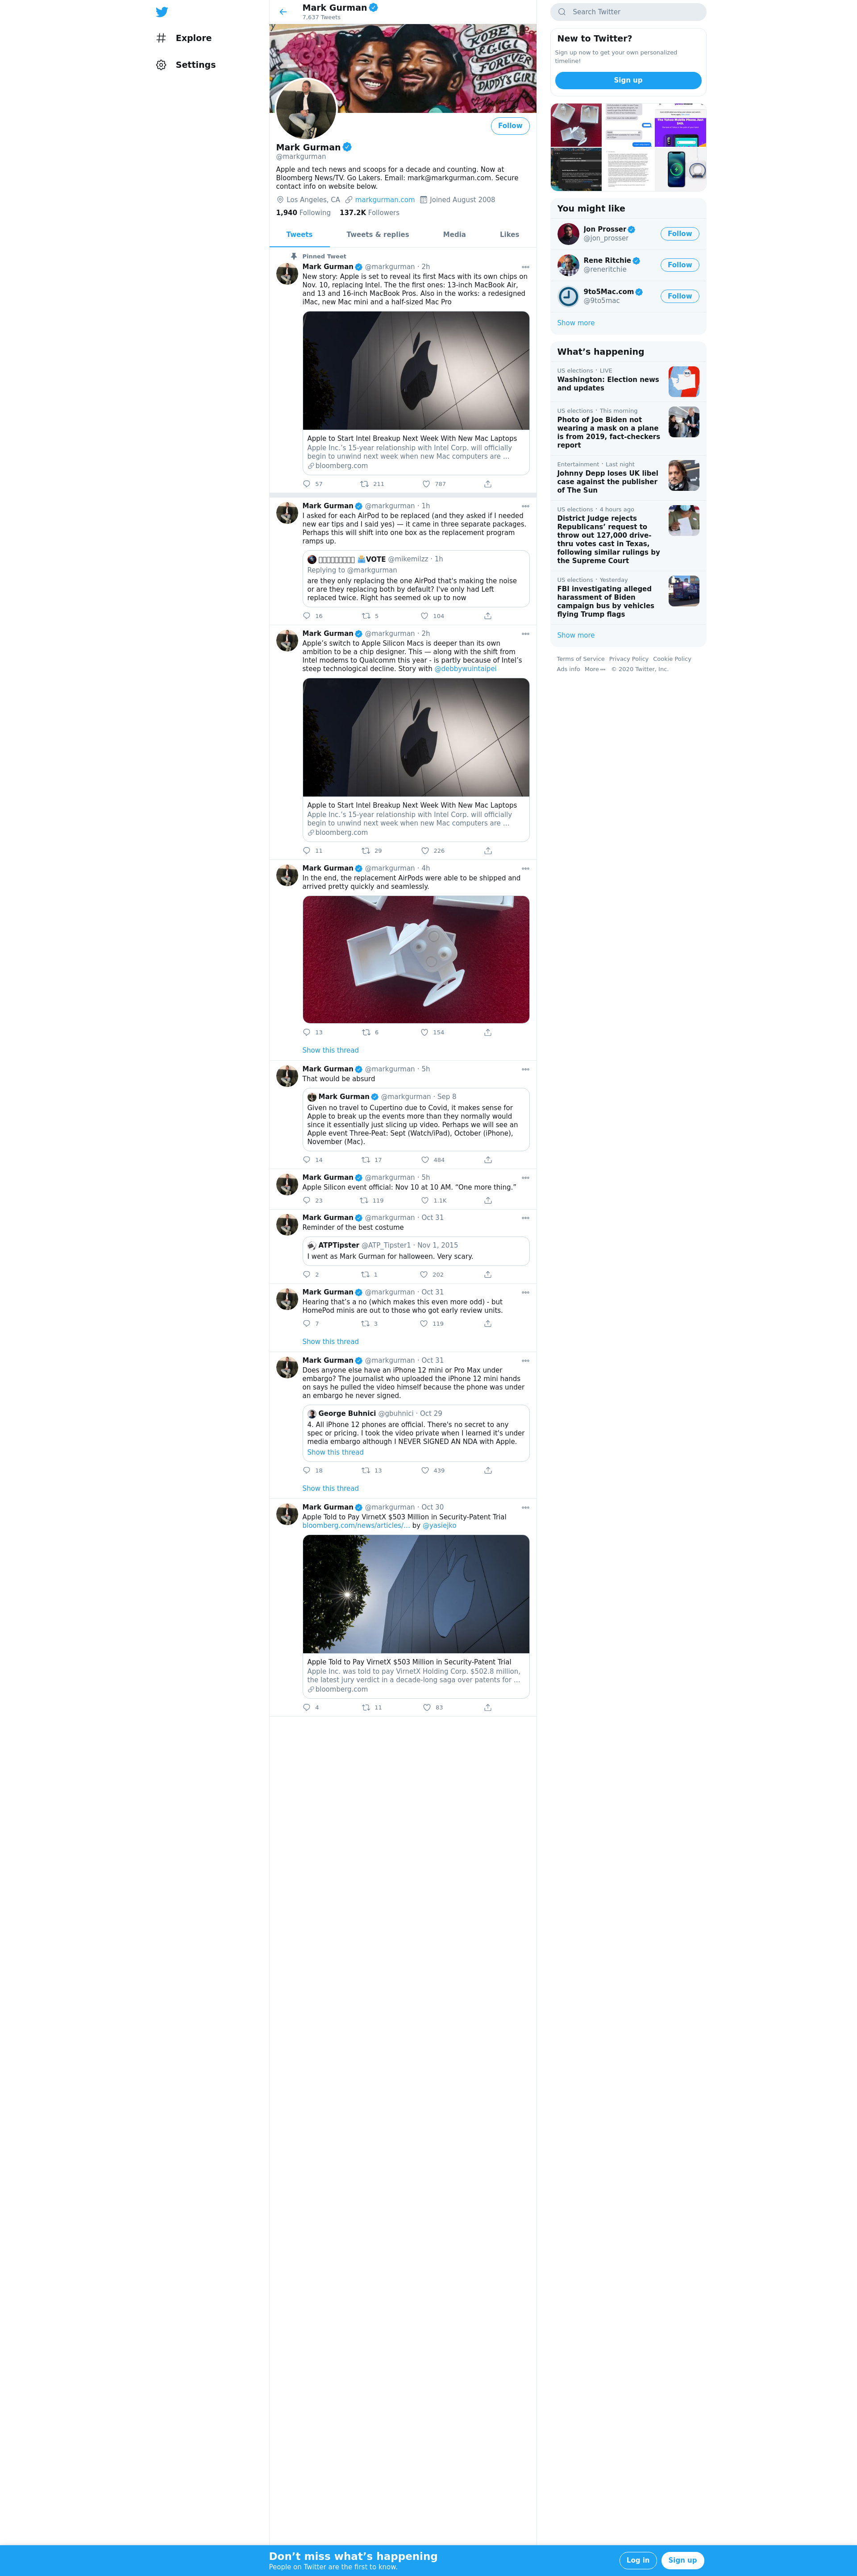 Explore
Settings
Mark Gurman
7,637 Tweets
KOBE
& GIGI
FOREVER
DADDY'S GIRL
Follow
Mark Gurman
@markgurman
Apple and tech news and scoops for a decade and counting. Now at
Bloomberg News/TV. Go Lakers. Email: mark@markgurman.com. Secure
contact info on website below.
Los Angeles, CA markgurman.com Joined August 2008
1,940 Following 137.2K Followers
Tweets Tweets & replies Media Likes
Pinned Tweet
Mark Gurman @markgurman · 2h
New story: Apple is set to reveal its first Macs with its own chips on
Nov. 10, replacing Intel. The the first ones: 13-inch MacBook Air,
and 13 and 16-inch MacBook Pros. Also in the works: a redesigned
iMac, new Mac mini and a half-sized Mac Pro
Apple to Start Intel Breakup Next Week With New Mac Laptops
Apple Inc.'s 15-year relationship with Intel Corp. will officially
begin to unwind next week when new Mac computers are ...
bloomberg.com
57 211 787
Mark Gurman @markgurman · 1h
I asked for each AirPod to be replaced (and they asked if I needed
new ear tips and I said yes) — it came in three separate packages.
Perhaps this will shift into one box as the replacement program
ramps up.
VOTE @mikemilzz · 1h
Replying to @markgurman
are they only replacing the one AirPod that's making the noise
or are they replacing both by default? I've only had Left
replaced twice. Right has seemed ok up to now
16 5 104
Mark Gurman @markgurman · 2h
Apple's switch to Apple Silicon Macs is deeper than its own
ambition to be a chip designer. This — along with the shift from
Intel modems to Qualcomm this year - is partly because of Intel's
steep technological decline. Story with @debbywuintaipei
Apple to Start Intel Breakup Next Week With New Mac Laptops
Apple Inc.'s 15-year relationship with Intel Corp. will officially
begin to unwind next week when new Mac computers are ...
bloomberg.com
11 29 226
Mark Gurman @markgurman · 4h
In the end, the replacement AirPods were able to be shipped and
arrived pretty quickly and seamlessly.
13 6 154
Show this thread
Mark Gurman @markgurman · 5h
That would be absurd
Mark Gurman @markgurman · Sep 8
Given no travel to Cupertino due to Covid, it makes sense for
Apple to break up the events more than they normally would
since it essentially just slicing up video. Perhaps we will see an
Apple event Three-Peat: Sept (Watch/iPad), October (iPhone),
November (Mac).
14 17 484
Mark Gurman @markgurman · 5h
Apple Silicon event official: Nov 10 at 10 AM. "One more thing."
23 119 1.1K
Mark Gurman @markgurman · Oct 31
Reminder of the best costume
ATPTipster @ATP_Tipster1 · Nov 1, 2015
I went as Mark Gurman for halloween. Very scary.
2 1 202
Mark Gurman @markgurman · Oct 31
Hearing that's a no (which makes this even more odd) - but
HomePod minis are out to those who got early review units.
7 3 119
Show this thread
Mark Gurman @markgurman · Oct 31
Does anyone else have an iPhone 12 mini or Pro Max under
embargo? The journalist who uploaded the iPhone 12 mini hands
on says he pulled the video himself because the phone was under
an embargo he never signed.
George Buhnici @gbuhnici · Oct 29
4. All iPhone 12 phones are official. There's no secret to any
spec or pricing. I took the video private when I learned it's under
media embargo although I NEVER SIGNED AN NDA with Apple.
Show this thread
18 13 439
Show this thread
Mark Gurman @markgurman · Oct 30
Apple Told to Pay VirnetX $503 Million in Security-Patent Trial
bloomberg.com/news/articles/... by @yasiejko
Apple Told to Pay VirnetX $503 Million in Security-Patent Trial
Apple Inc. was told to pay VirnetX Holding Corp. $502.8 million,
the latest jury verdict in a decade-long saga over patents for ...
bloomberg.com
4 11 83
Search Twitter
New to Twitter?
Sign up now to get your own personalized
timeline!
Sign up
You might like
Jon Prosser
@jon_prosser
Follow
Rene Ritchie
@reneritchie
Follow
9to5Mac.com
@9to5mac
Follow
Show more
What's happening
US elections · LIVE
Washington: Election news
and updates
US elections · This morning
Photo of Joe Biden not
wearing a mask on a plane
is from 2019, fact-checkers
report
Entertainment · Last night
Johnny Depp loses UK libel
case against the publisher
of The Sun
US elections · 4 hours ago
District Judge rejects
Republicans' request to
throw out 127,000 drive-
thru votes cast in Texas,
following similar rulings by
the Supreme Court
US elections · Yesterday
FBI investigating alleged
harassment of Biden
campaign bus by vehicles
flying Trump flags
Show more
Terms of Service Privacy Policy Cookie Policy
Ads info More © 2020 Twitter, Inc.
Don't miss what's happening
People on Twitter are the first to know.
Log in Sign up